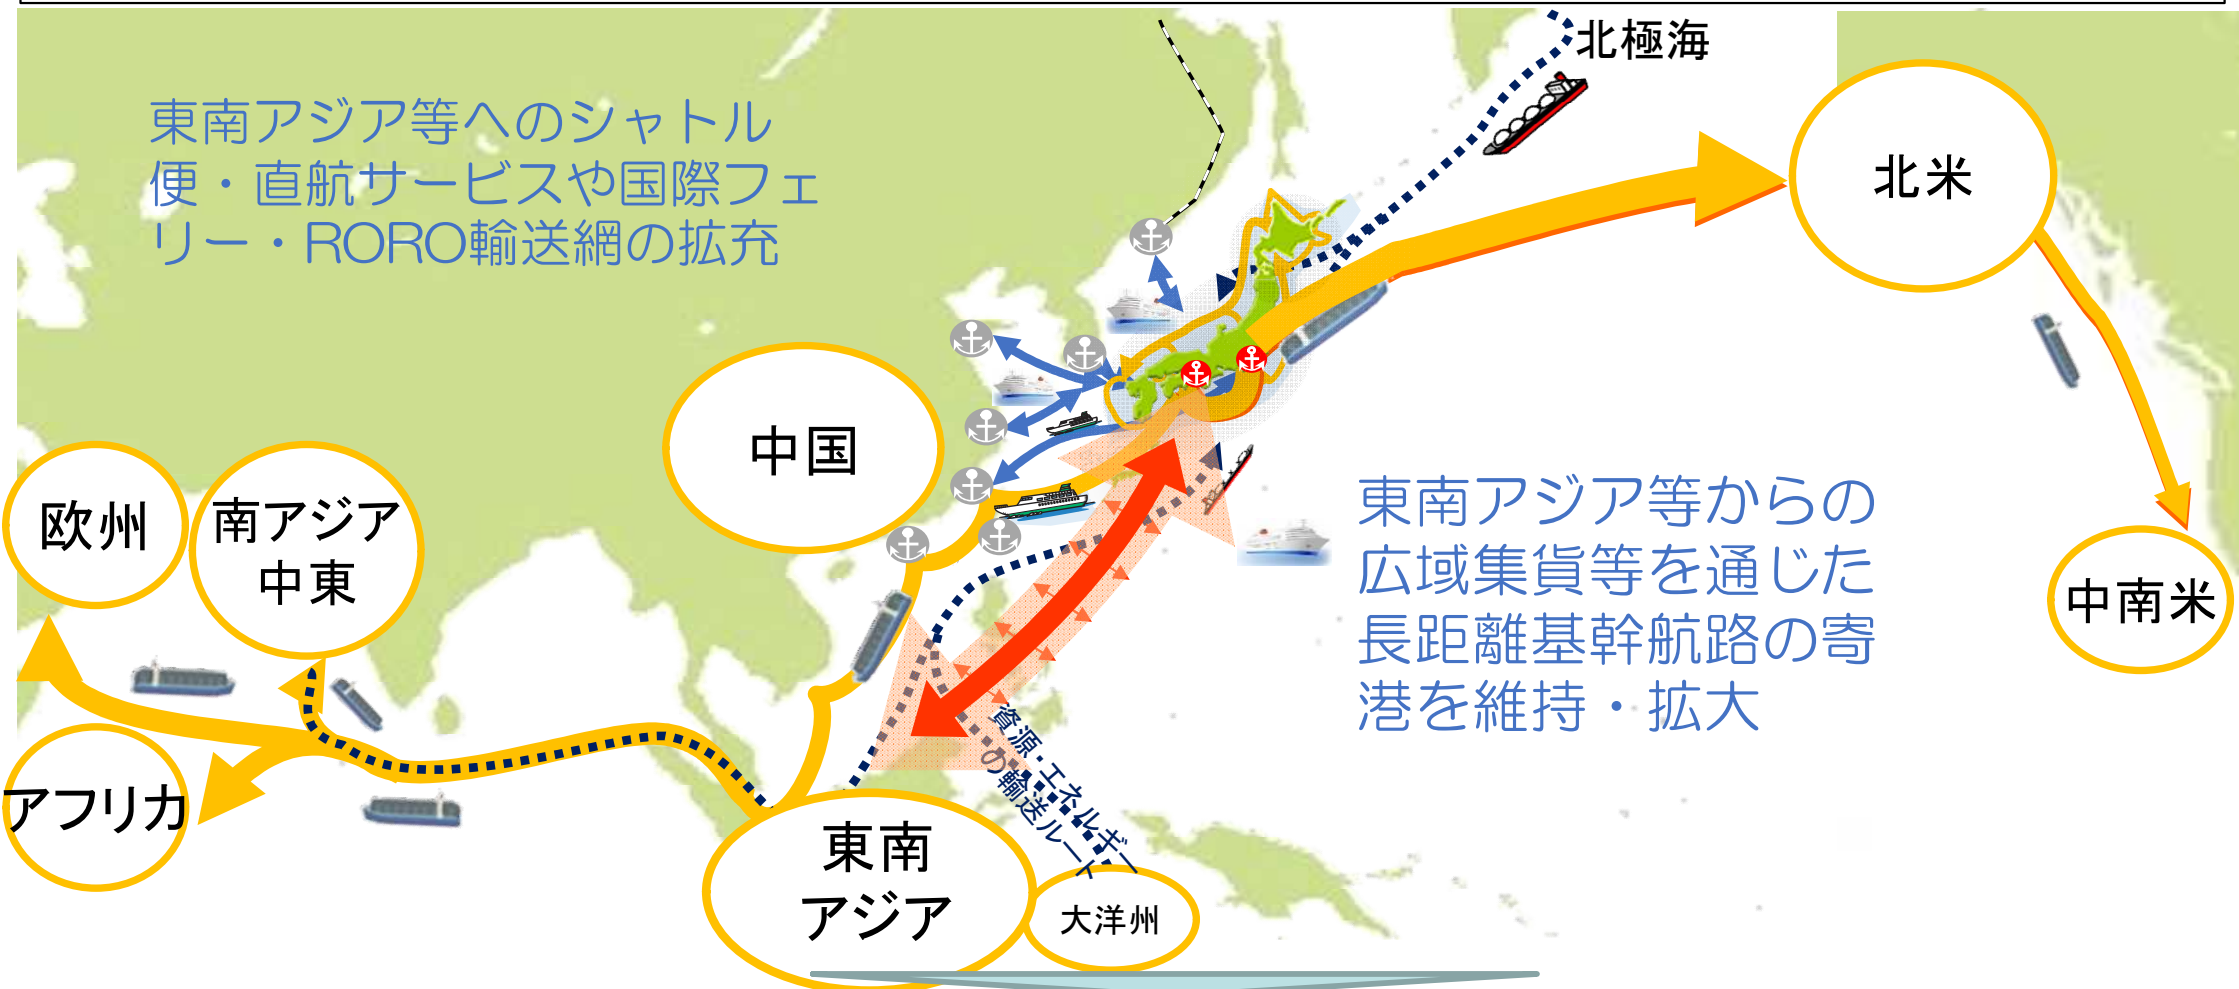 北極海
東南アジア等へのシャトル
便・直航サービスや国際フェ
リー・RORO輸送網の拡充
北米
中国
欧州
南アジア
中東
東南アジア等からの
広域集貨等を通じた
長距離基幹航路の寄
港を維持・拡大
中南米
アフリカ
資源・エネルギー
の輸送ルート
東南
アジア
大洋州